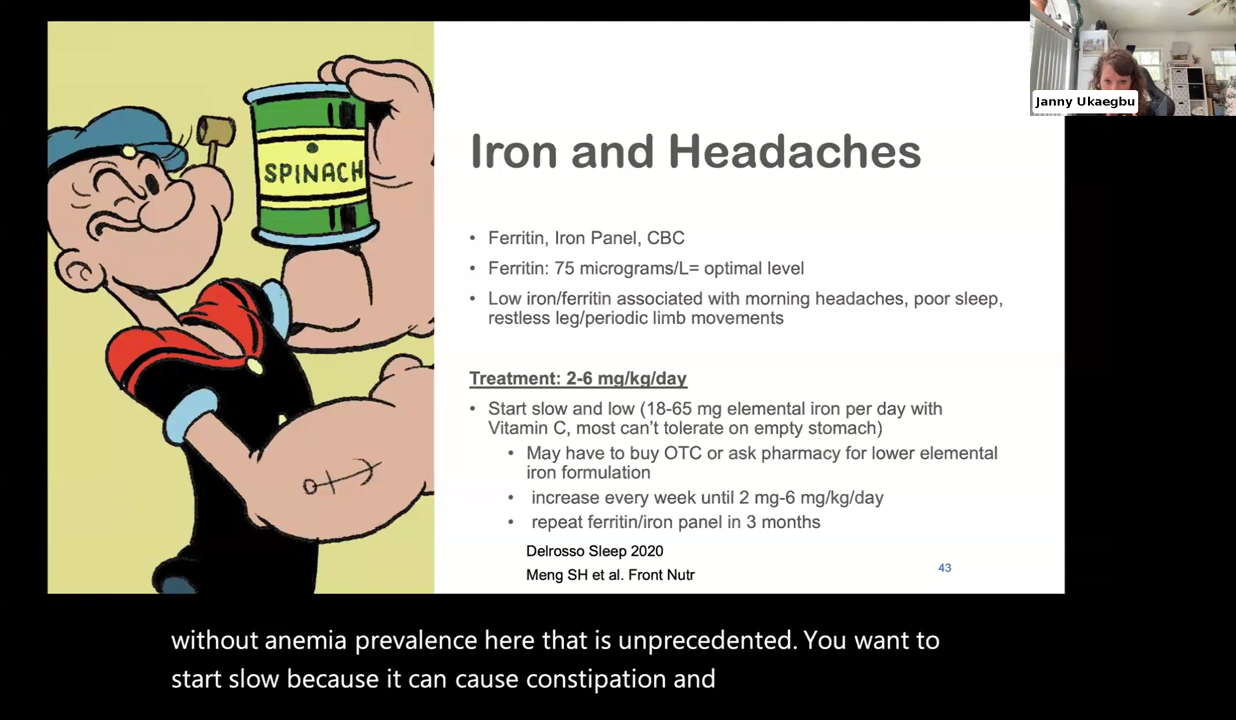 Janny Ukaegbu
SPINACH
Iron and Headaches
• Ferritin, Iron Panel, CBC
• Ferritin: 75 micrograms/L= optimal level
• Low iron/ferritin associated with morning headaches, poor sleep,
restless leg/periodic limb movements
Treatment: 2-6 mg/kg/day
• Start slow and low (18-65 mg elemental iron per day with
Vitamin C, most can’t tolerate on empty stomach)
• May have to buy OTC or ask pharmacy for lower elemental
iron formulation
• increase every week until 2 mg-6 mg/kg/day
• repeat ferritin/iron panel in 3 months
Delrosso Sleep 2020
Meng SH et al. Front Nutr
43
without anemia prevalence here that is unprecedented. You want to
start slow because it can cause constipation and